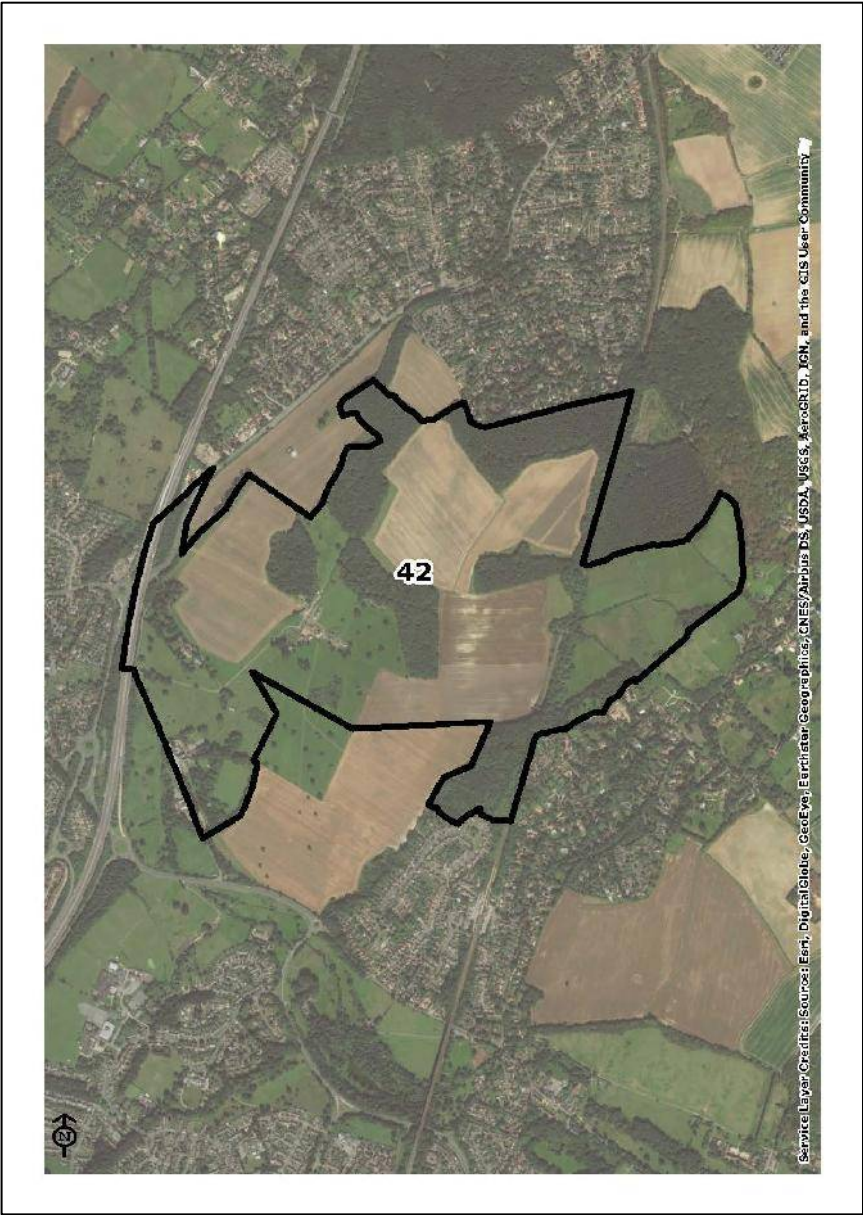 42
Service Layer Credits: Source: Esri, DigitalGlobe, GeoEye, Earthstar Geographics, CNES/Airbus DS, USDA, USGS, AeroGRID, IGN, and the GIS User Community
N